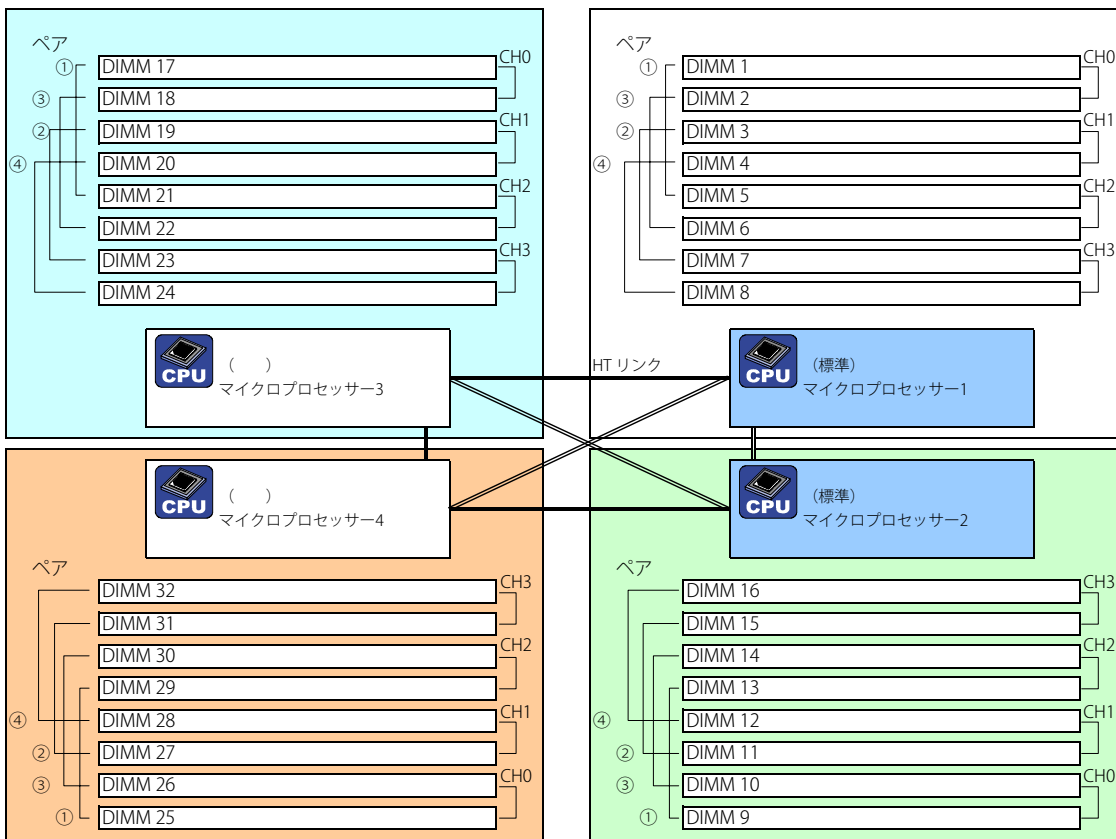 ペア
① DIMM 17 CH0
③ DIMM 18
② DIMM 19 CH1
④ DIMM 20
DIMM 21 CH2
DIMM 22
DIMM 23 CH3
DIMM 24
CPU
（　　）
マイクロプロセッサー3
ペア
① DIMM 1 CH0
③ DIMM 2
② DIMM 3 CH1
④ DIMM 4
DIMM 5 CH2
DIMM 6
DIMM 7 CH3
DIMM 8
HT リンク
CPU
（標準）
マイクロプロセッサー1
CPU
（　　）
マイクロプロセッサー4
ペア
DIMM 32 CH3
DIMM 31
DIMM 30 CH2
DIMM 29
④ DIMM 28 CH1
② DIMM 27
③ DIMM 26 CH0
① DIMM 25
CPU
（標準）
マイクロプロセッサー2
ペア
DIMM 16 CH3
DIMM 15
DIMM 14 CH2
DIMM 13
④ DIMM 12 CH1
② DIMM 11
③ DIMM 10 CH0
① DIMM 9